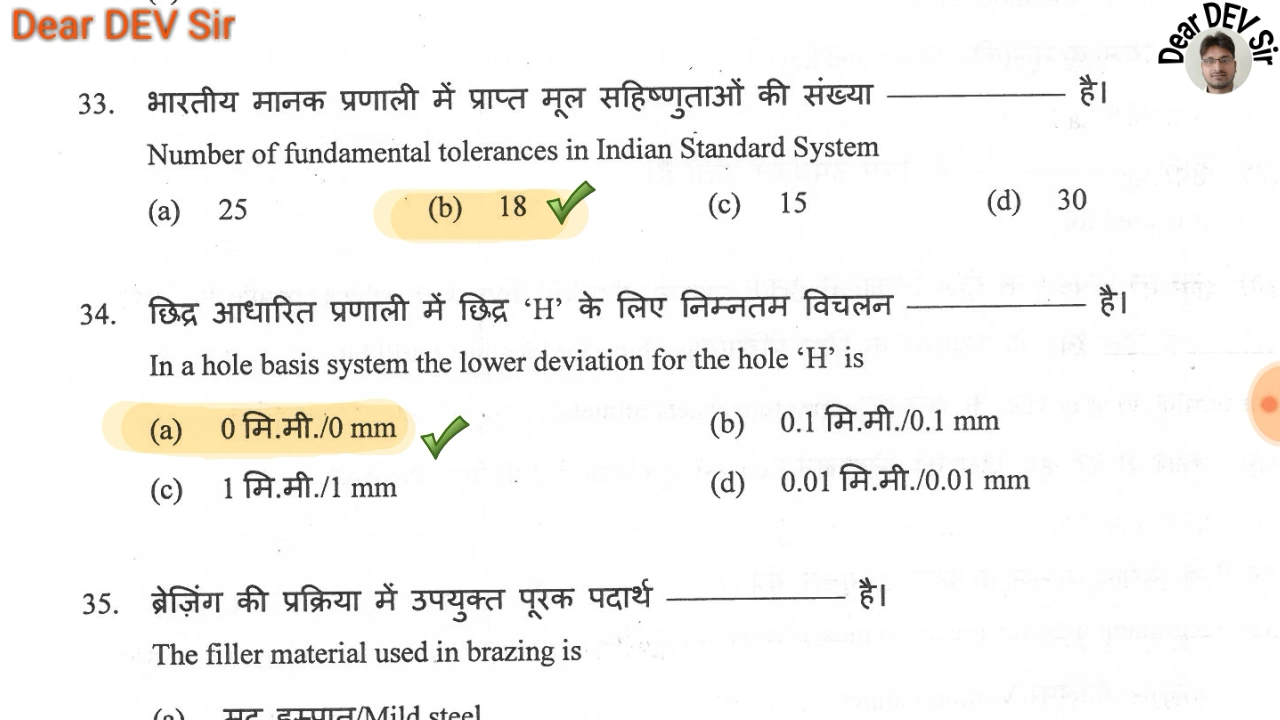 Dear DEV Sir
Dear DEV Sir
33. भारतीय मानक प्रणाली में प्राप्त मूल सहिष्णुताओं की संख्या ——— है।
Number of fundamental tolerances in Indian Standard System
(a) 25 (b) 18 (c) 15 (d) 30
34. छिद्र आधारित प्रणाली में छिद्र ‘H’ के लिए निम्नतम विचलन ——— है।
In a hole basis system the lower deviation for the hole ‘H’ is
(a) 0 मि.मी./0 mm (b) 0.1 मि.मी./0.1 mm
(c) 1 मि.मी./1 mm (d) 0.01 मि.मी./0.01 mm
35. ब्रेज़िंग की प्रक्रिया में उपयुक्त पूरक पदार्थ ——— है।
The filler material used in brazing is
(a) मृदु इस्पात/Mild steel